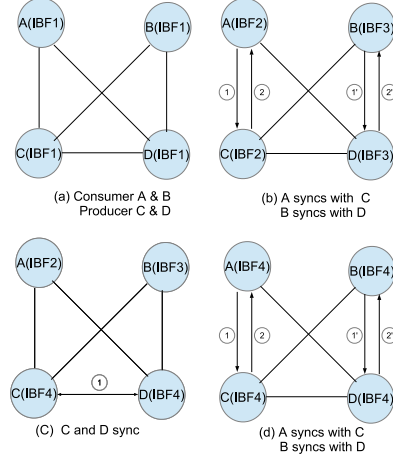 A(IBF1)
B(IBF1)
C(IBF1)
D(IBF1)
(a) Consumer A & B
Producer C & D
A(IBF2)
B(IBF3)
1
2
1'
2'
C(IBF2)
D(IBF3)
(b) A syncs with C
B syncs with D
A(IBF2)
B(IBF3)
1
C(IBF4)
D(IBF4)
(C) C and D sync
A(IBF4)
B(IBF4)
1
2
1'
2'
C(IBF4)
D(IBF4)
(d) A syncs with C
B syncs with D